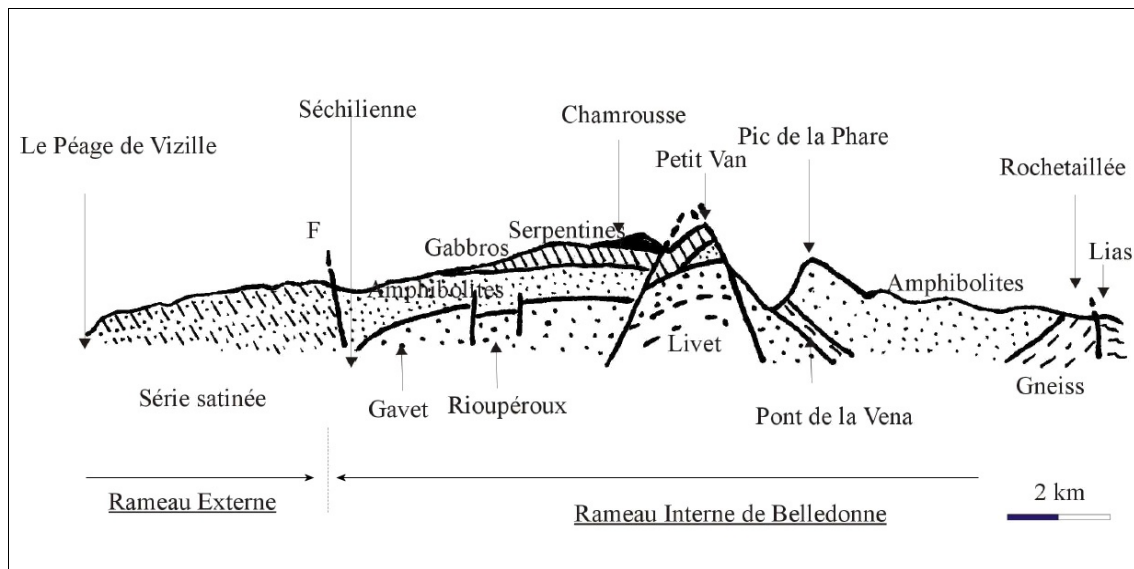 Séchilienne
Chamrousse
Le Péage de Vizille
Pic de la Phare
Petit Van
Rochetaillée
F
Serpentines
Gabbros
Lias
Amphibolites
Amphibolites
Livet
Série satinée
Gavet
Rioupéroux
Pont de la Vena
Gneiss
Rameau Externe
Rameau Interne de Belledonne
2 km